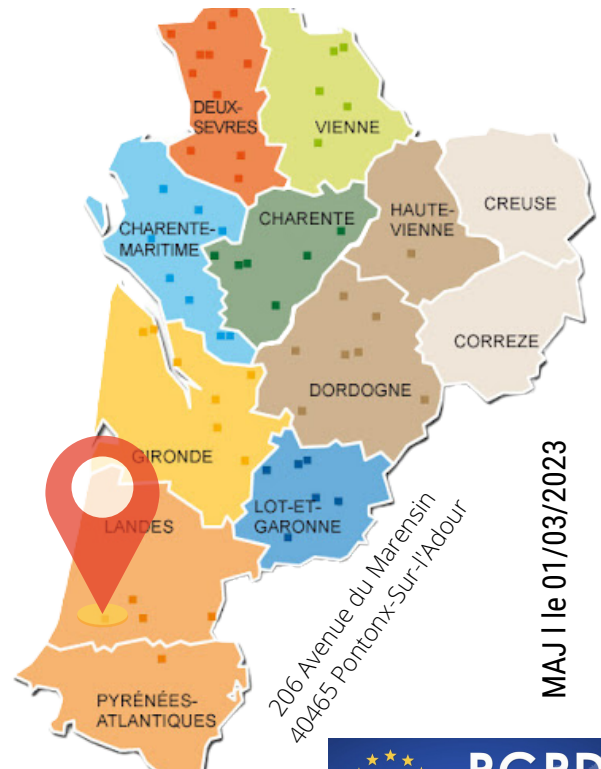 DEUX-
SEVRES
VIENNE
CHARENTE-
MARITIME
CHARENTE
HAUTE-
VIENNE
CREUSE
CORREZE
DORDOGNE
GIRONDE
LOT-ET-
GARONNE
LANDES
PYRÉNÉES-
ATLANTIQUES
206 Avenue du Marensin
40465 Pontonx-Sur-l'Adour
MAJ I le 01/03/2023
RGPD